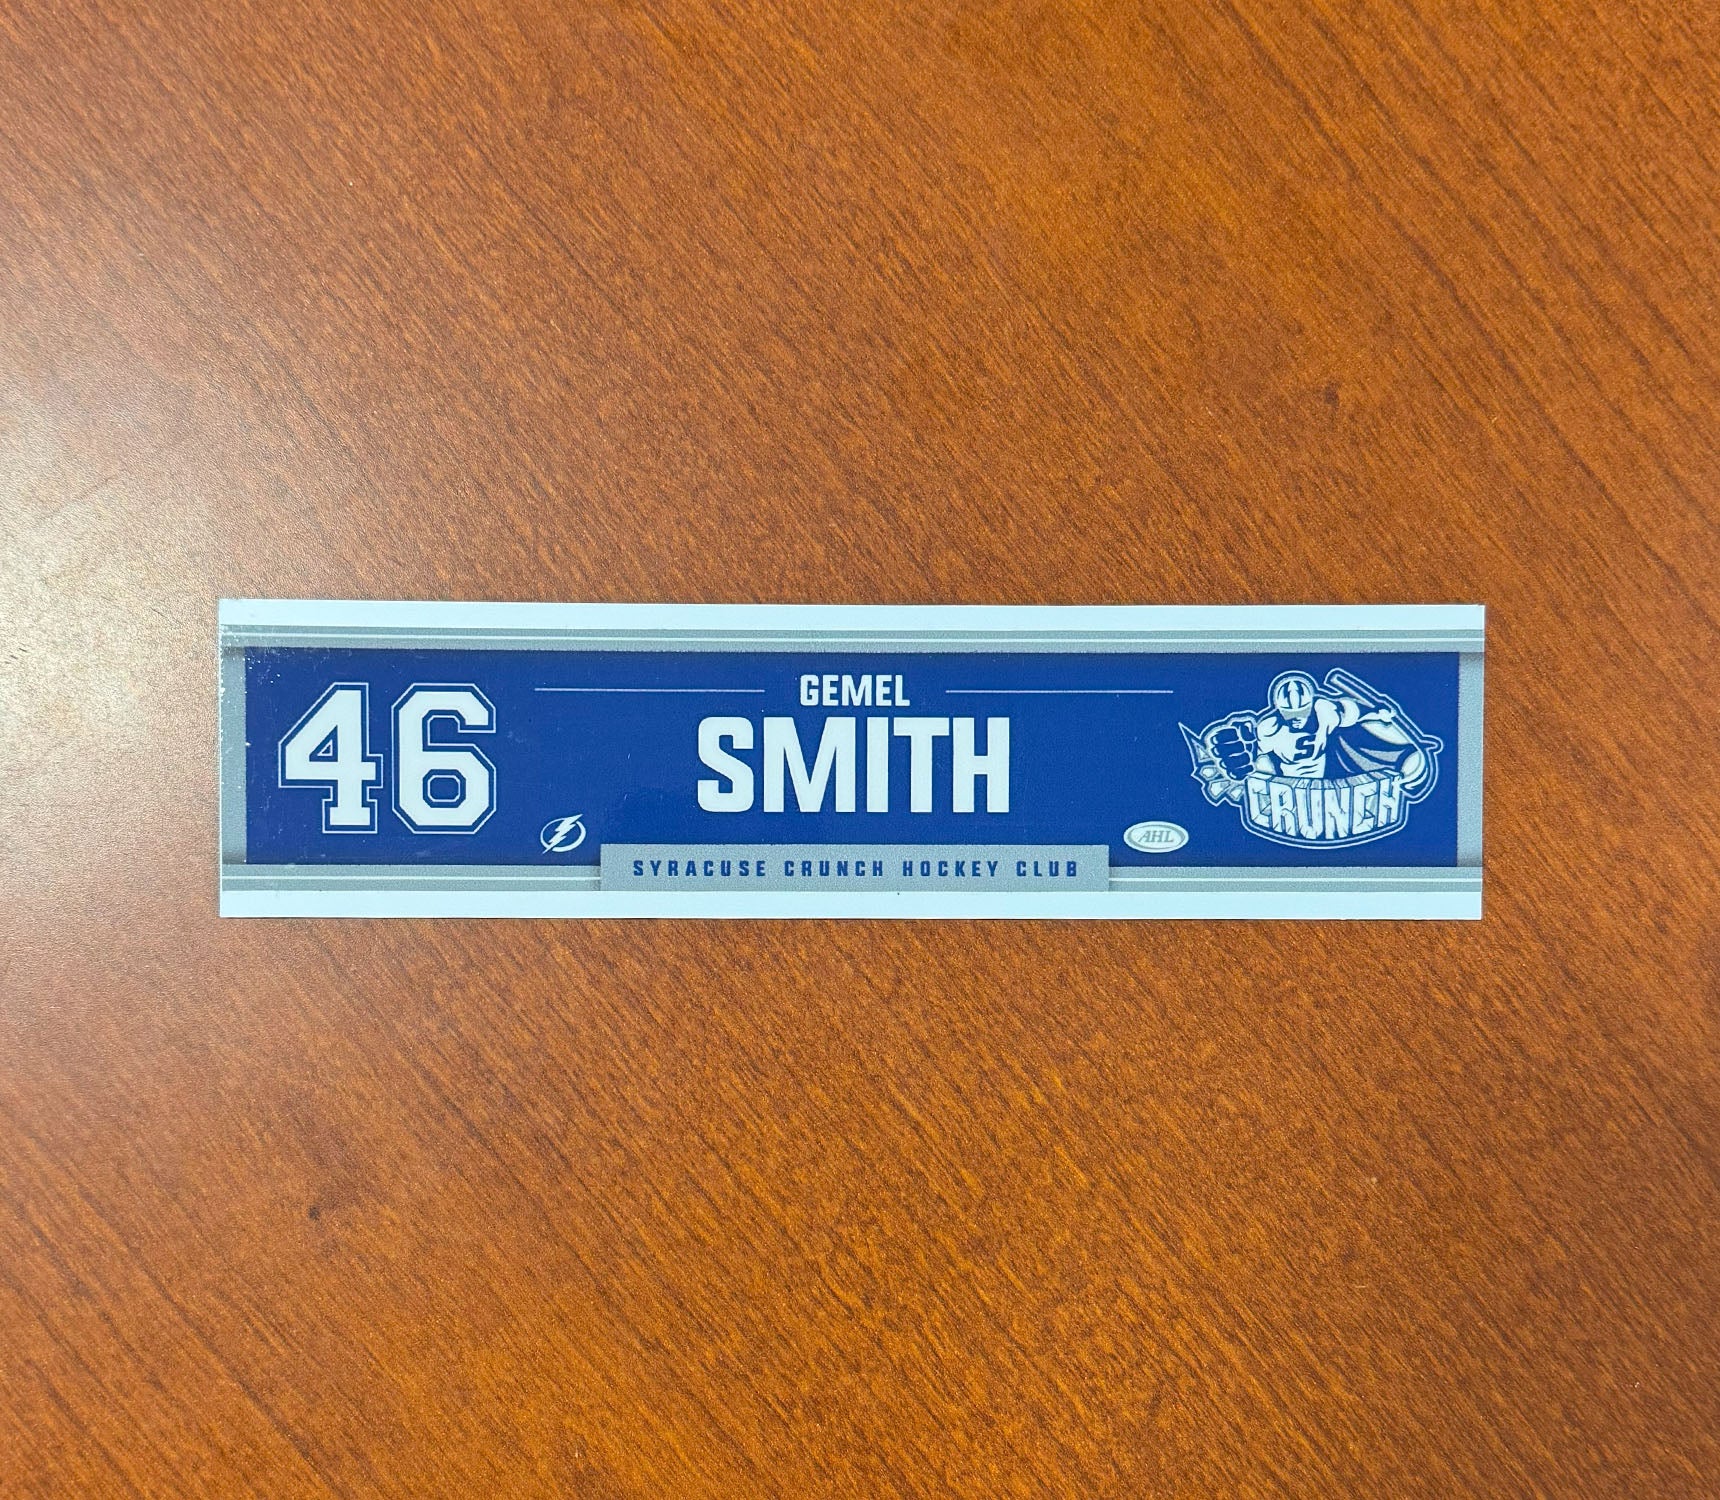 46
GEMEL
SMITH
SYRACUSE CRUNCH HOCKEY CLUB
AHL
S
CRUNCH